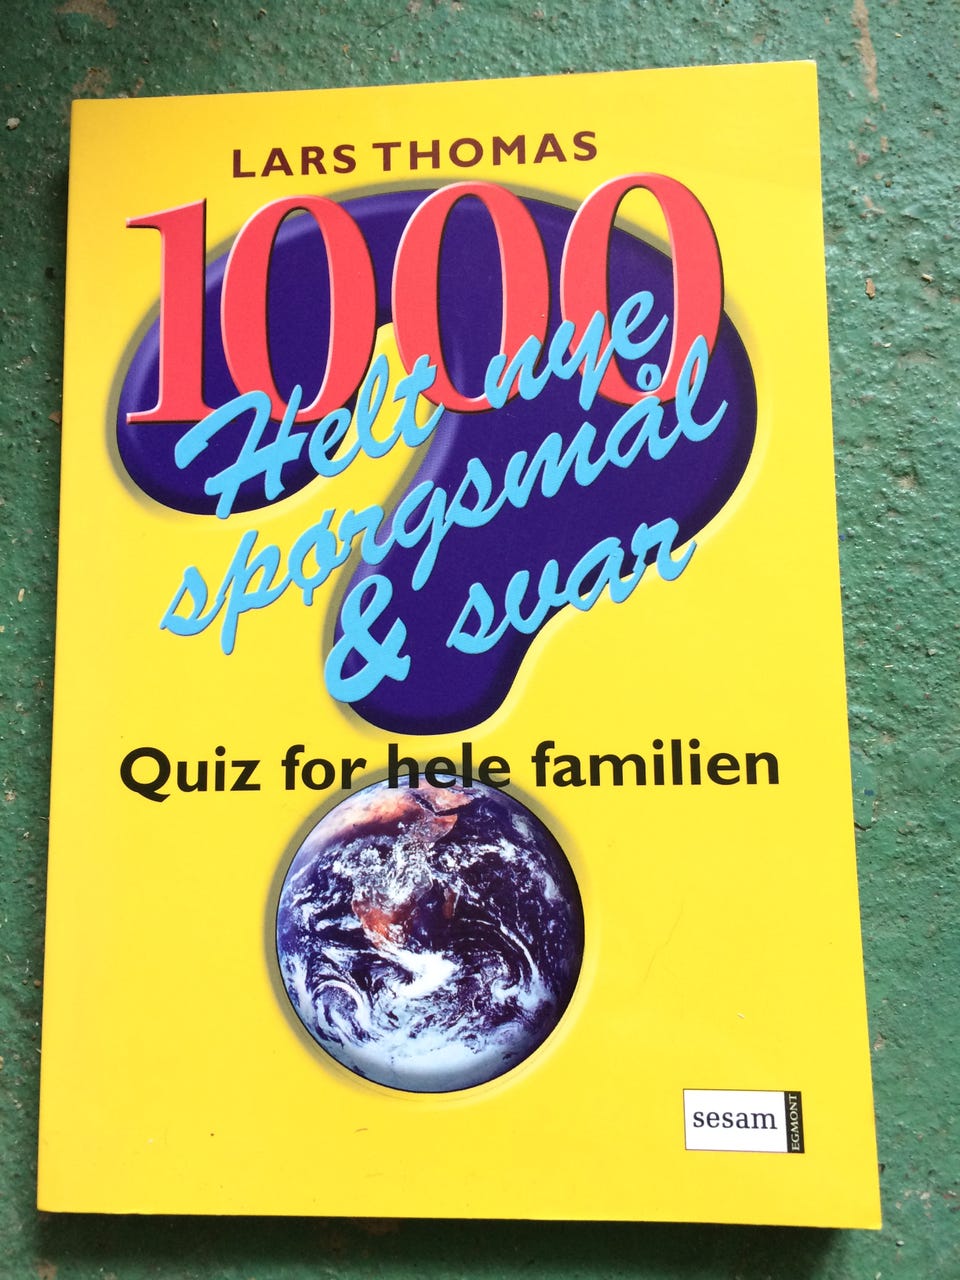 LARS THOMAS
1000
Helt nye
spørgsmål
& svar
Quiz for hele familien
sesam
EGMONT